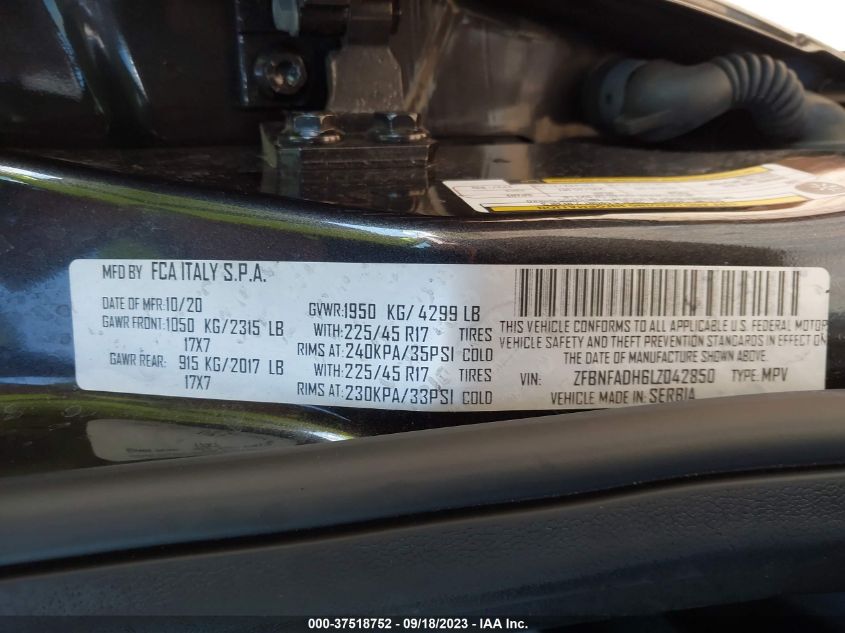 MFD BY FCA ITALY S.P.A.
DATE OF MFR:10/20 GVWR:1950 KG/ 4299 LB
GAWR FRONT:1050 KG/2315 LB WITH:225/45 R17 TIRES
17X7 RIMS AT:240KPA/35PSI COLD
GAWR REAR: 915 KG/2017 LB WITH:225/45 R17 TIRES
17X7 RIMS AT:230KPA/33PSI COLD
THIS VEHICLE CONFORMS TO ALL APPLICABLE U.S. FEDERAL MOTOR
VEHICLE SAFETY AND THEFT PREVENTION STANDARDS IN EFFECT ON
THE DATE OF MANUFACTURE SHOWN ABOVE.
VIN: ZFBNFADH6LZ042850 TYPE: MPV
VEHICLE MADE IN: SERBIA
000-37518752 - 09/18/2023 - IAA Inc.